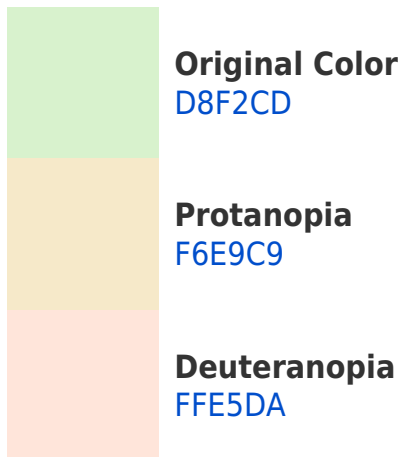 Original Color
D8F2CD
Protanopia
F6E9C9
Deuteranopia
FFE5DA